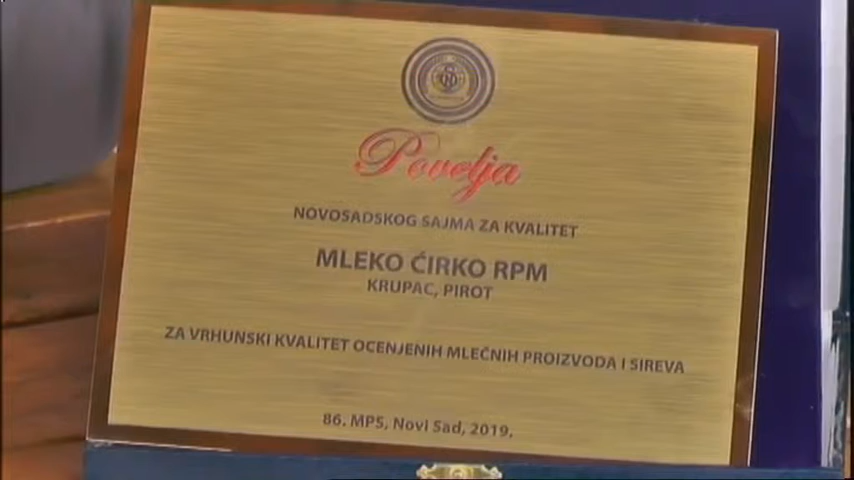 Povelja
NOVOSADSKOG SAJMA ZA KVALITET
MLEKO ĆIRKO RPM
KRUPAC, PIROT
ZA VRHUNSKI KVALITET OCENJENIH MLEČNIH PROIZVODA I SIREVA
86. MPS, Novi Sad, 2019,